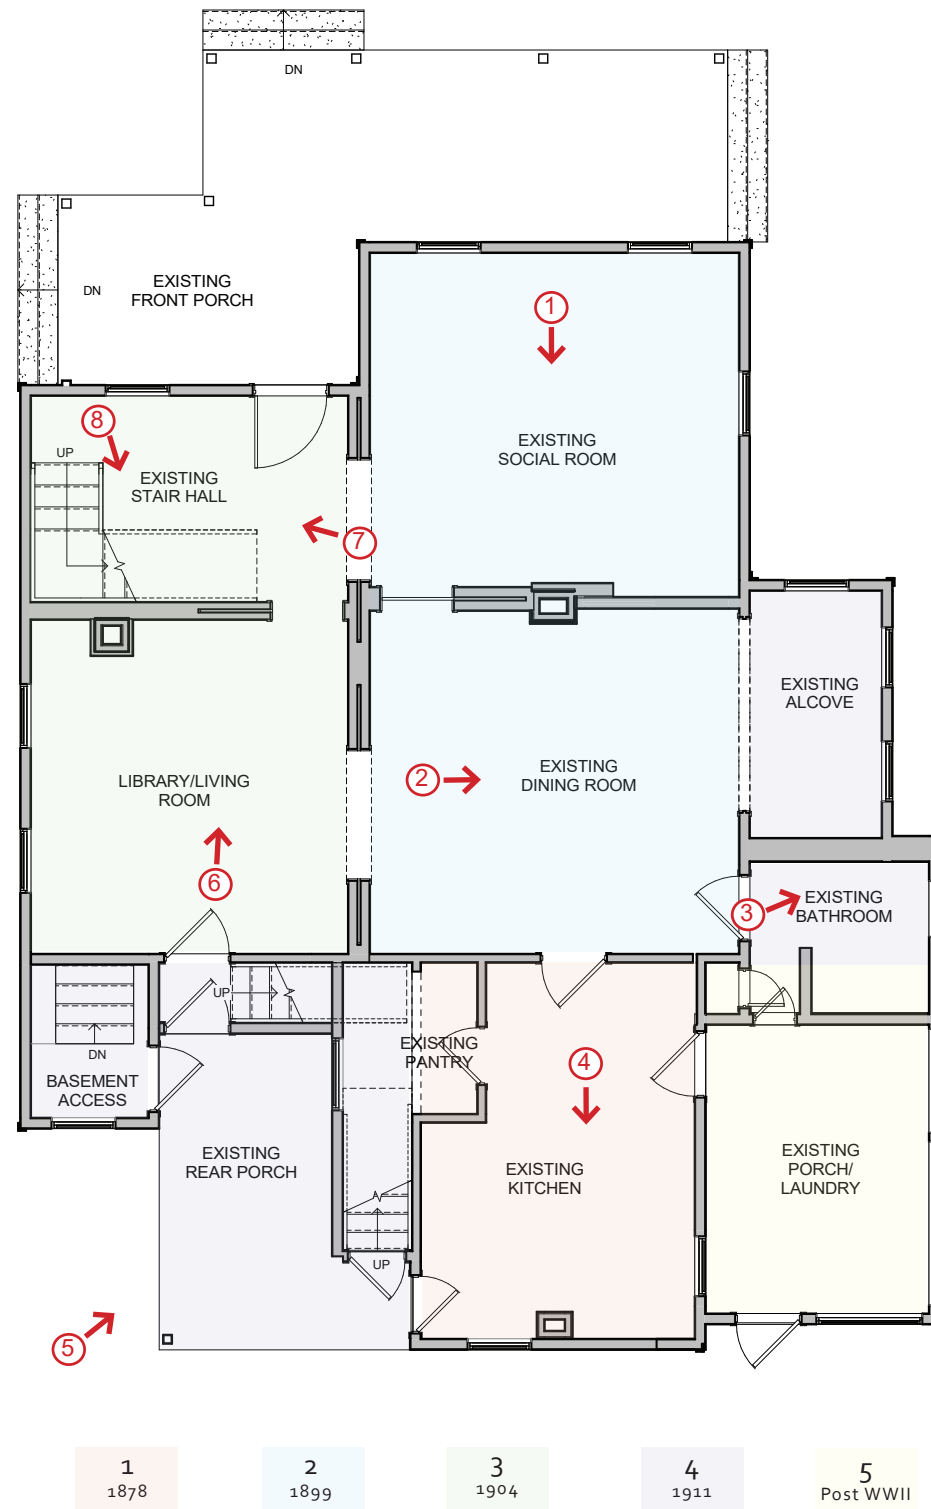 DN
DN
EXISTING
FRONT PORCH
1
8
UP
EXISTING
STAIR HALL
EXISTING
SOCIAL ROOM
7
EXISTING
ALCOVE
LIBRARY/LIVING
ROOM
2
EXISTING
DINING ROOM
6
3
EXISTING
BATHROOM
UP
DN
BASEMENT
ACCESS
EXISTING
PANTRY
4
EXISTING
REAR PORCH
EXISTING
KITCHEN
EXISTING
PORCH/
LAUNDRY
UP
5
1
1878
2
1899
3
1904
4
1911
5
Post WWII